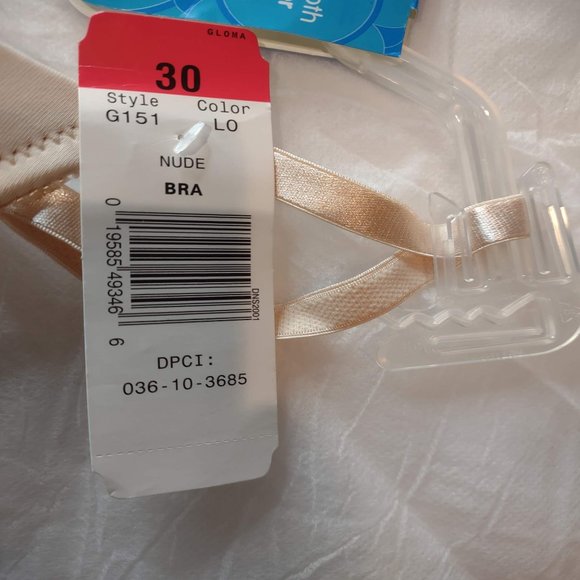 GLOMA
30
Style Color
G151 LO
NUDE
BRA
0 19585 49346 6
DNS2001
DPCI:
036-10-3685